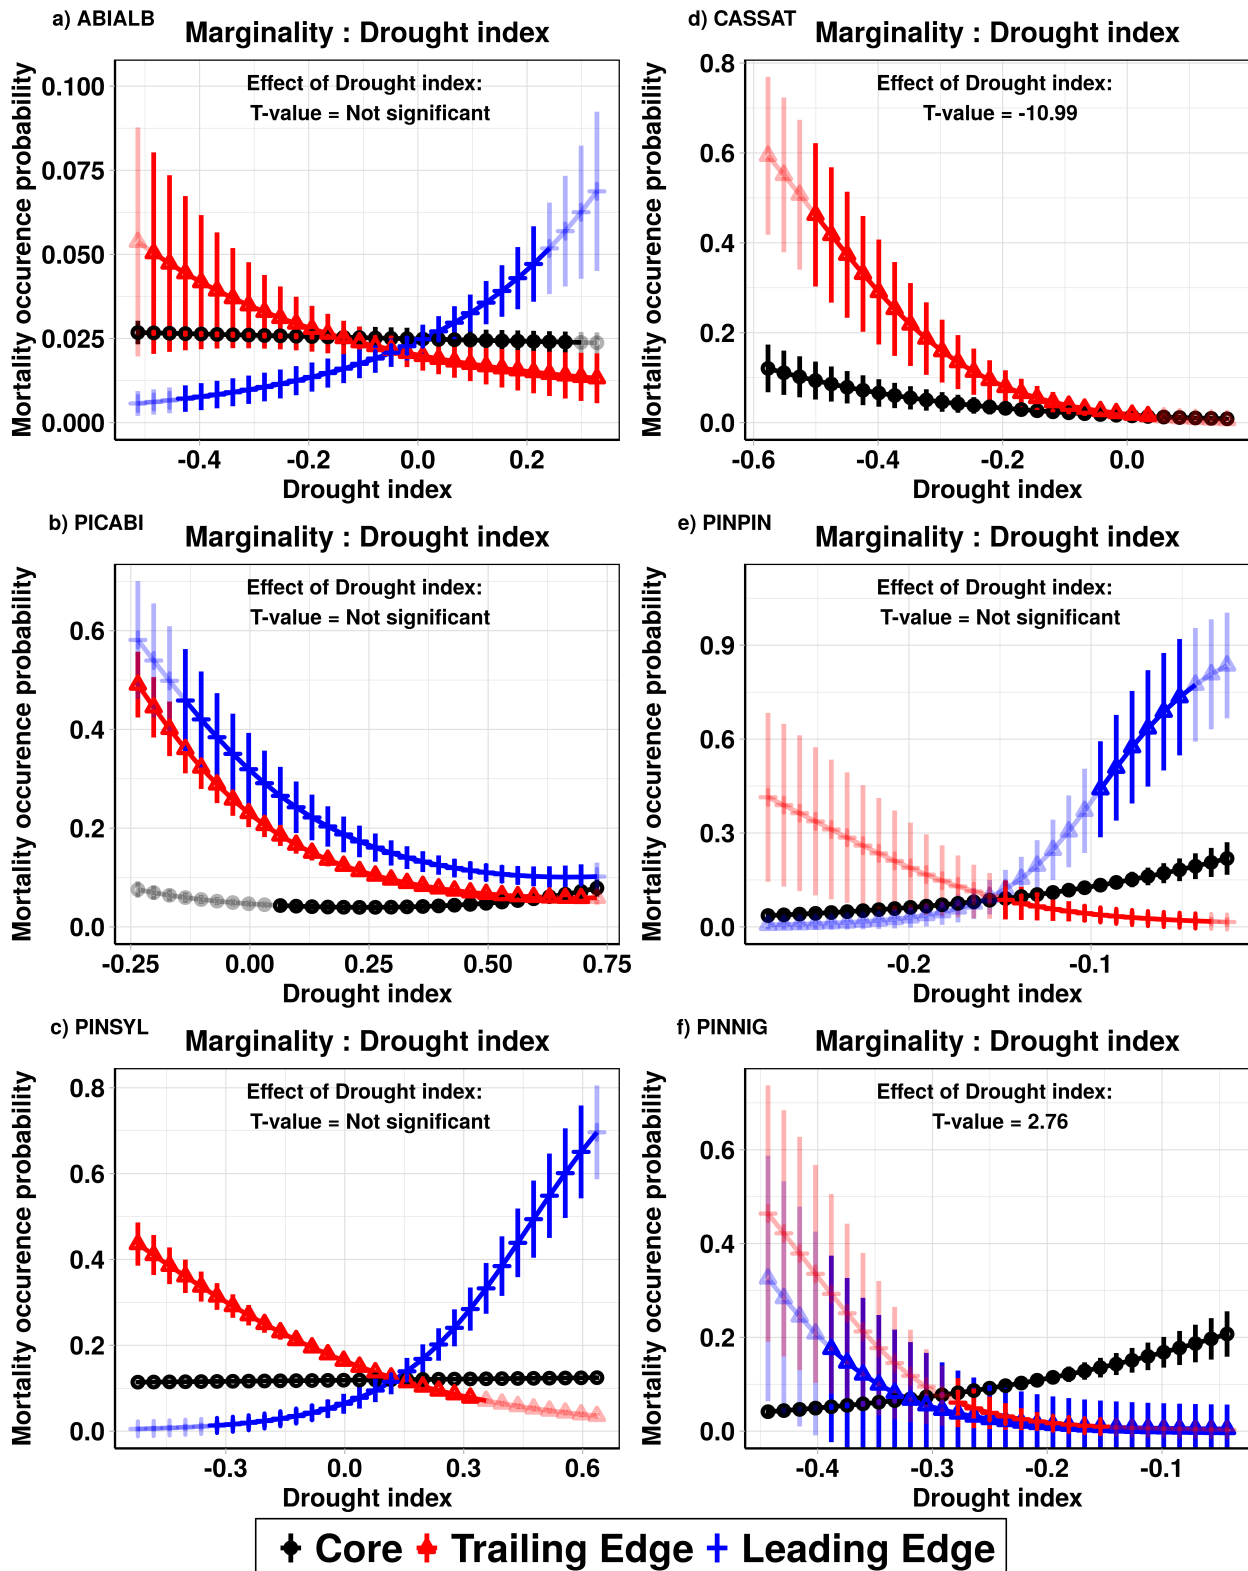 a) ABIALB
Marginality : Drought index
Effect of Drought index:
T-value = Not significant
Mortality occurence probability
0.100
0.075
0.050
0.025
0.000
-0.4 -0.2 0.0 0.2
Drought index
d) CASSAT
Marginality : Drought index
Effect of Drought index:
T-value = -10.99
Mortality occurence probability
0.8
0.6
0.4
0.2
0.0
-0.6 -0.4 -0.2 0.0
Drought index
b) PICABI
Marginality : Drought index
Effect of Drought index:
T-value = Not significant
Mortality occurence probability
0.6
0.4
0.2
0.0
-0.25 0.00 0.25 0.50 0.75
Drought index
e) PINPIN
Marginality : Drought index
Effect of Drought index:
T-value = Not significant
Mortality occurence probability
0.9
0.6
0.3
0.0
-0.2 -0.1
Drought index
c) PINSYL
Marginality : Drought index
Effect of Drought index:
T-value = Not significant
Mortality occurence probability
0.8
0.6
0.4
0.2
0.0
-0.3 0.0 0.3 0.6
Drought index
f) PINNIG
Marginality : Drought index
Effect of Drought index:
T-value = 2.76
Mortality occurence probability
0.6
0.4
0.2
0.0
-0.4 -0.3 -0.2 -0.1
Drought index
Core Trailing Edge Leading Edge